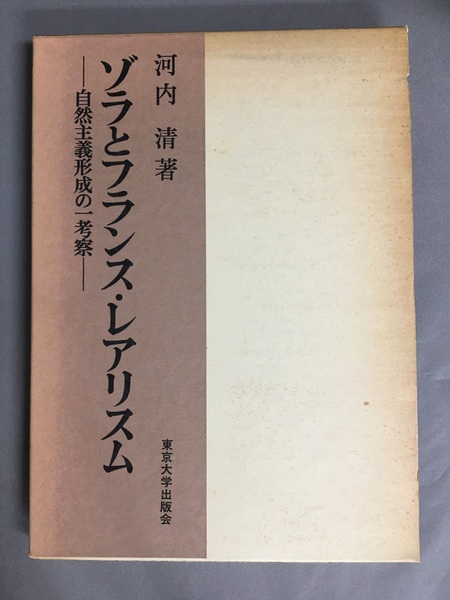 河内 清著
ゾラとフランス・レアリスム
――自然主義形成の一考察――
東京大学出版会